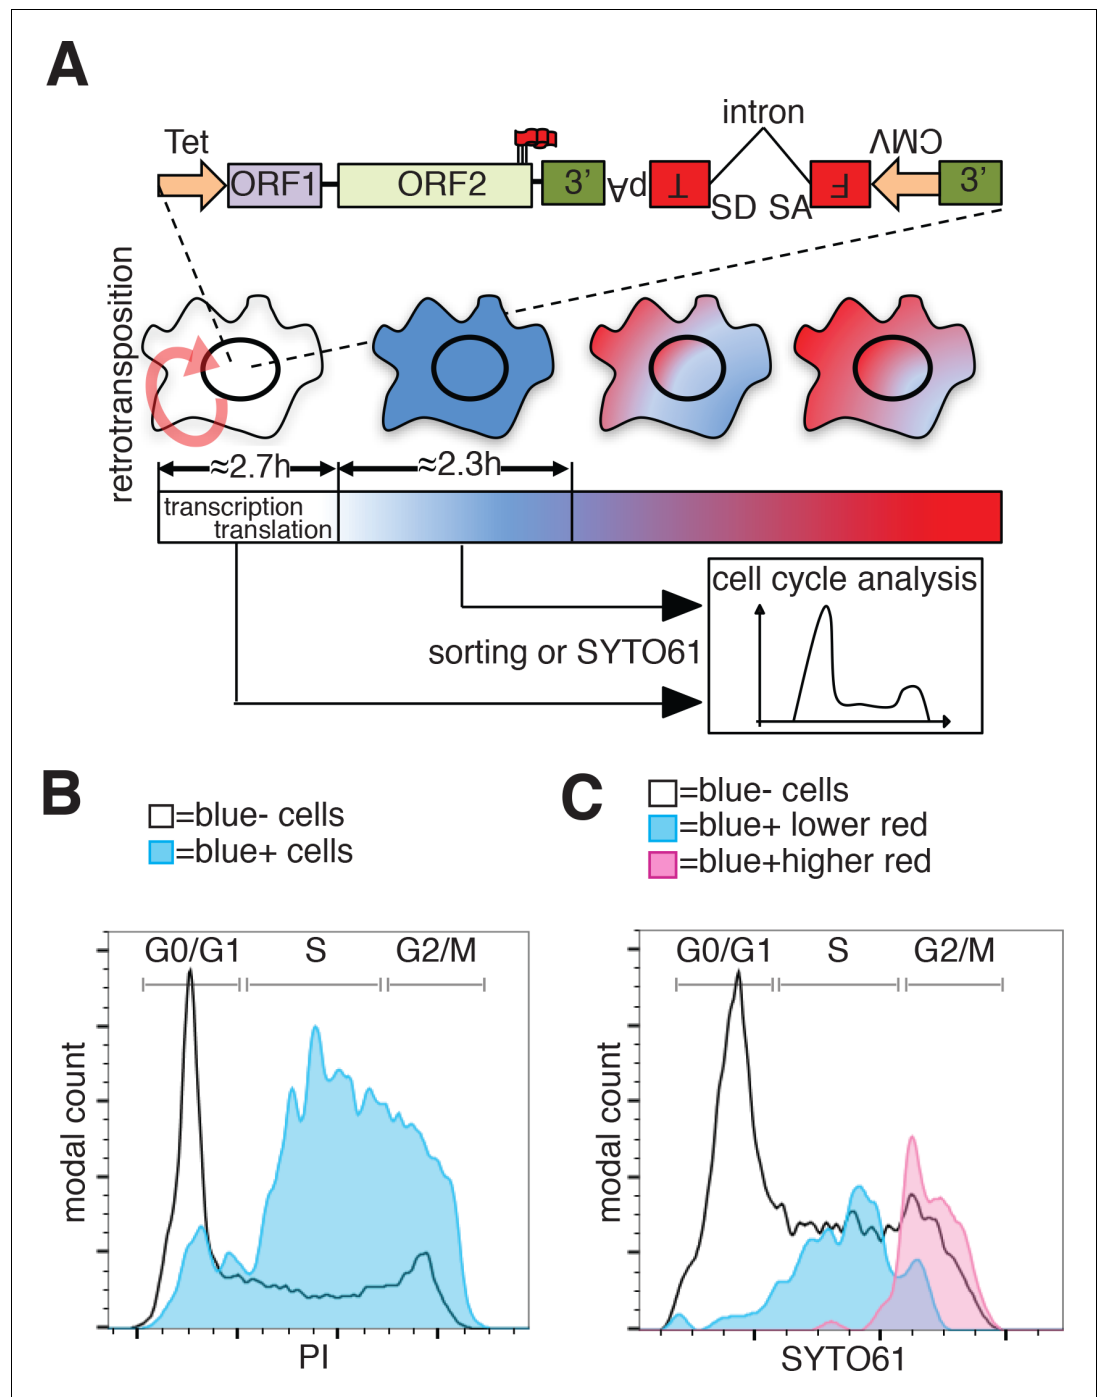 A
intron
Tet
CMV
ORF1
ORF2
3'
pA
T
F
3'
SD SA
retrotransposition
≈2.7h
≈2.3h
transcription
translation
cell cycle analysis
sorting or SYTO61
B
=blue- cells
=blue+ cells
G0/G1 S G2/M
modal count
PI
C
=blue- cells
=blue+ lower red
=blue+higher red
G0/G1 S G2/M
modal count
SYTO61